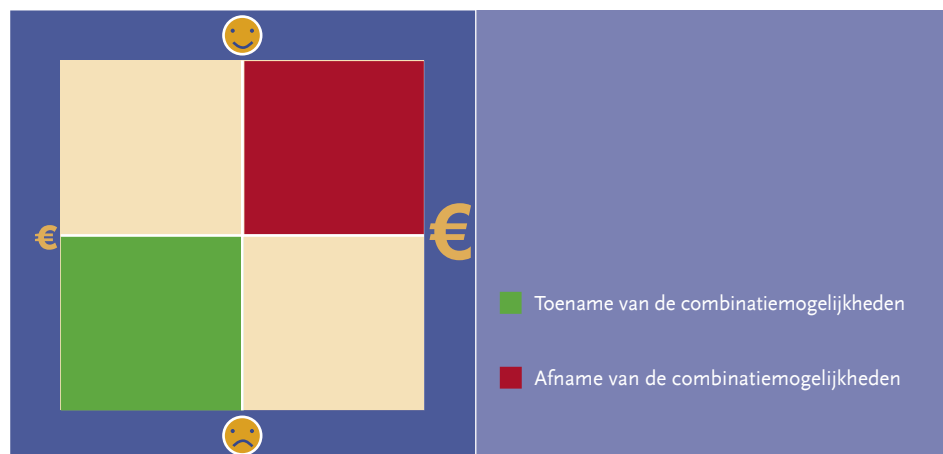 €
€
Toename van de combinatiemogelijkheden
Afname van de combinatiemogelijkheden